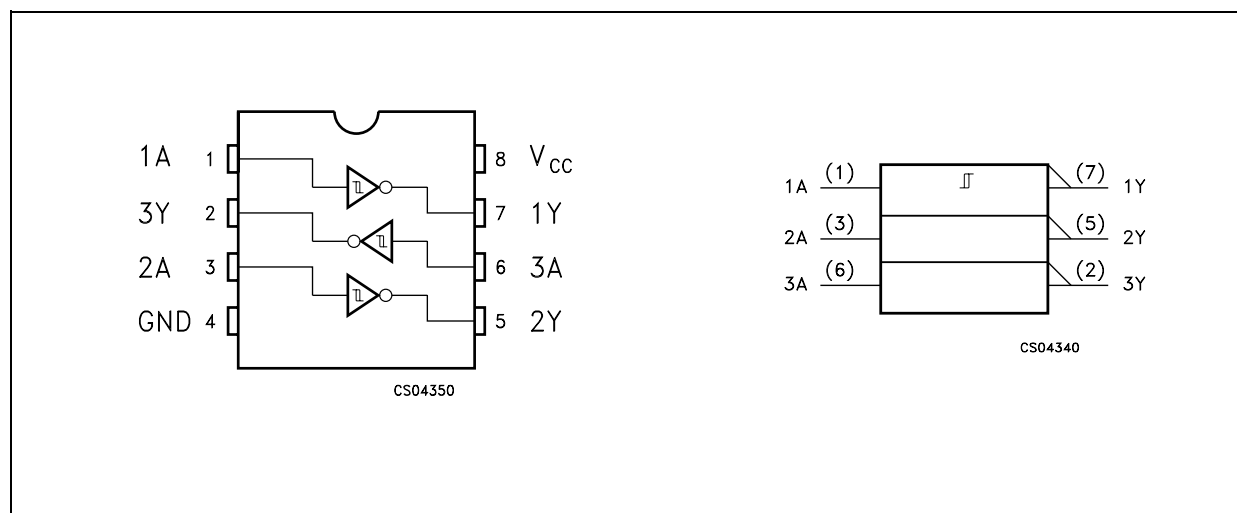 1A 1 8 VCC
3Y 2 7 1Y
2A 3 6 3A
GND 4 5 2Y
CS04350
1A (1) (7) 1Y
2A (3) (5) 2Y
3A (6) (2) 3Y
CS04340